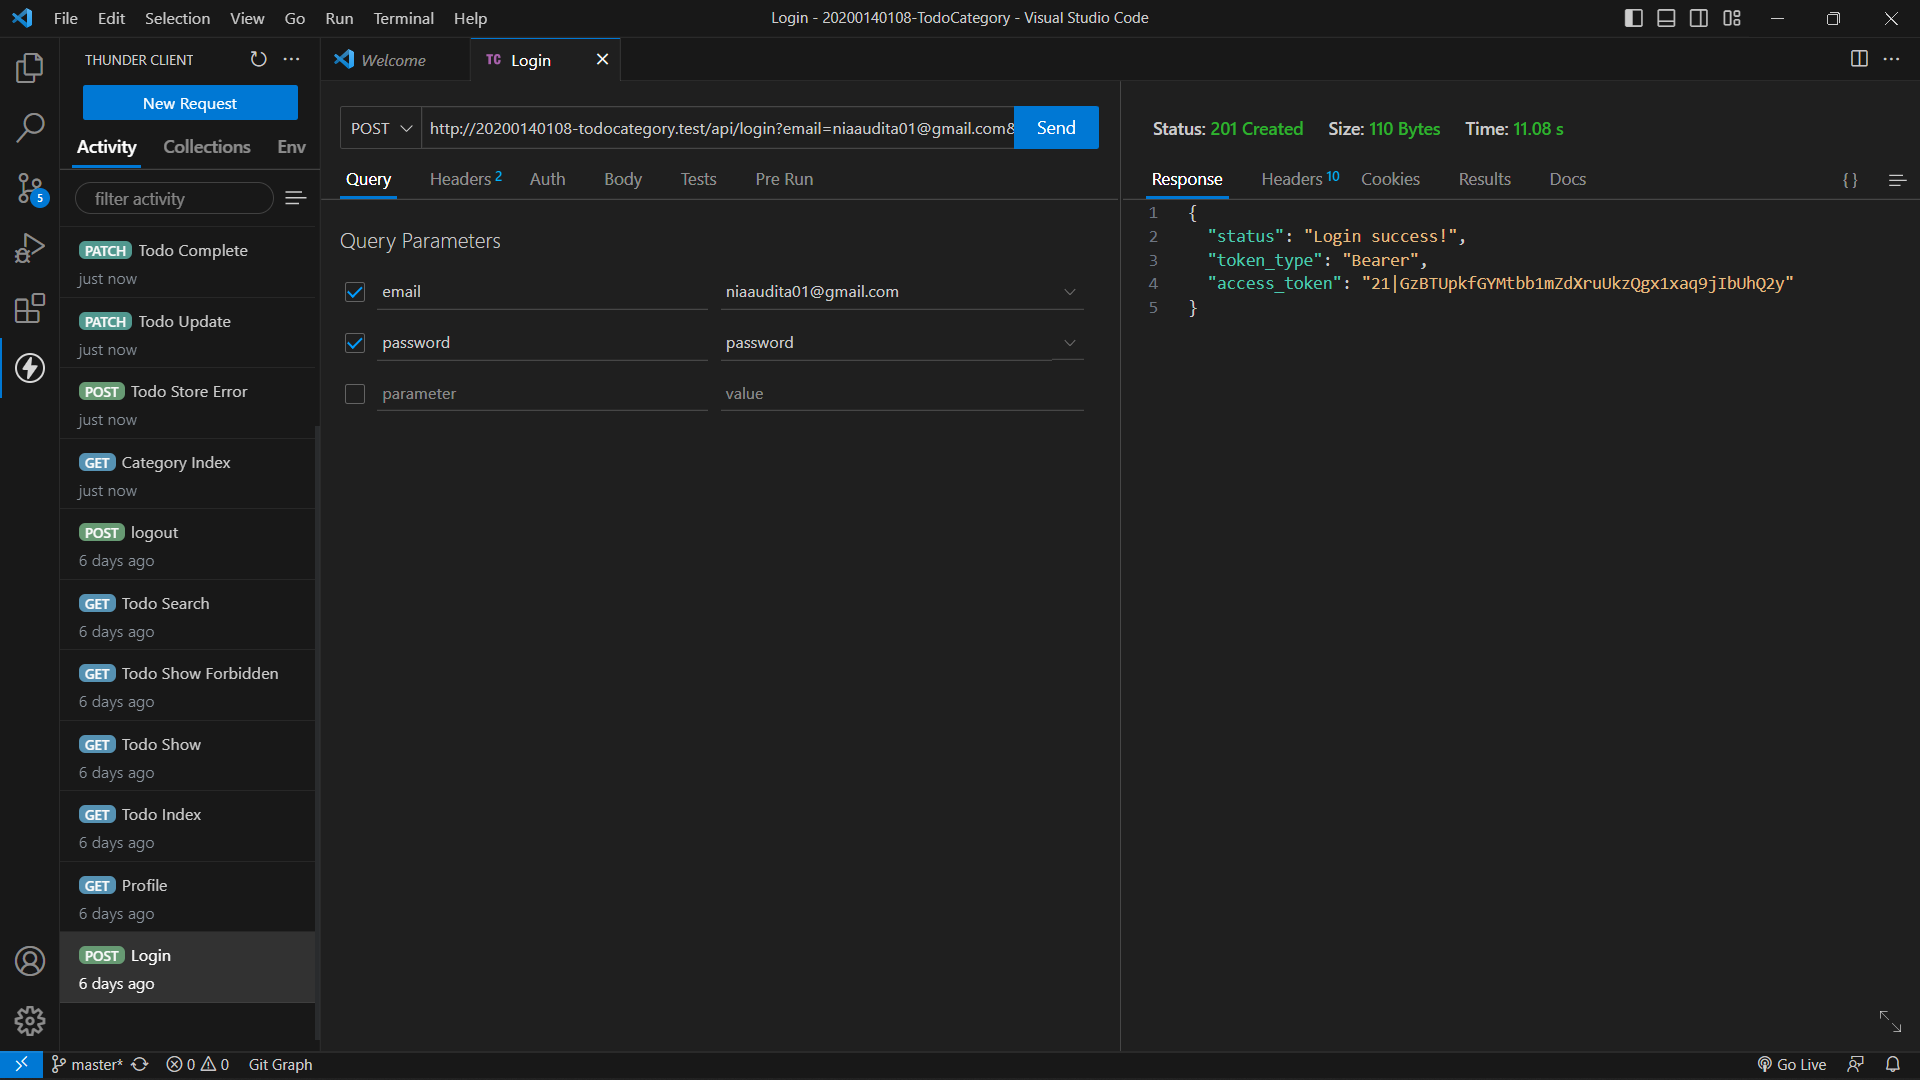 File Edit Selection View Go Run Terminal Help
Login - 20200140108-TodoCategory - Visual Studio Code
THUNDER CLIENT
New Request
Activity Collections Env
filter activity
PATCH Todo Complete
just now
PATCH Todo Update
just now
POST Todo Store Error
just now
GET Category Index
just now
POST logout
6 days ago
GET Todo Search
6 days ago
GET Todo Show Forbidden
6 days ago
GET Todo Show
6 days ago
GET Todo Index
6 days ago
GET Profile
6 days ago
POST Login
6 days ago
5
Welcome
TC Login
POST http://20200140108-todocategory.test/api/login?email=niaaudita01@gmail.com& Send
Query Headers 2 Auth Body Tests Pre Run
Query Parameters
email niaaudita01@gmail.com
password password
parameter value
Status: 201 Created Size: 110 Bytes Time: 11.08 s
Response Headers 10 Cookies Results Docs { }
1 {
2 "status": "Login success!",
3 "token_type": "Bearer",
4 "access_token": "21|GzBTUpkfGYMtbb1mZdXruUkzQgx1xaq9jIbUhQ2y"
5 }
master* 0 0 Git Graph
Go Live